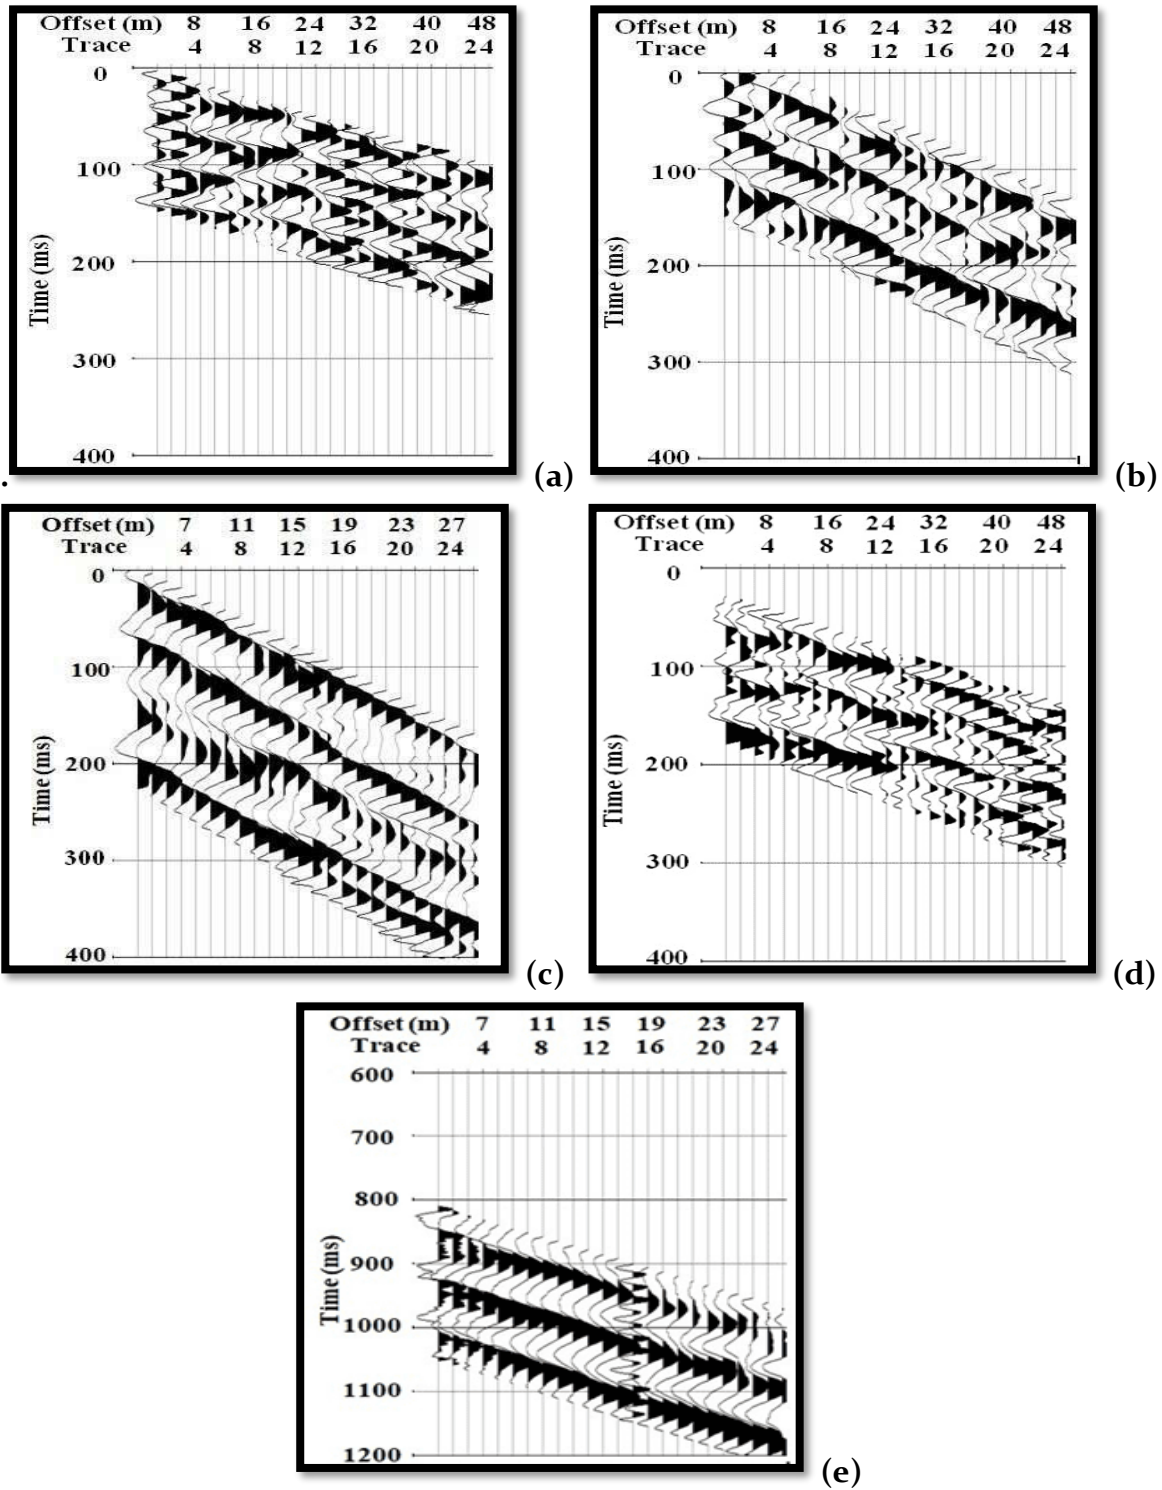 Offset (m) 8 16 24 32 40 48
Trace 4 8 12 16 20 24
0
100
200
300
400
Time (ms)
. (a)
Offset (m) 8 16 24 32 40 48
Trace 4 8 12 16 20 24
0
100
200
300
400
Time (ms)
(b)
Offset (m) 7 11 15 19 23 27
Trace 4 8 12 16 20 24
0
100
200
300
400
Time (ms)
(c)
Offset (m) 8 16 24 32 40 48
Trace 4 8 12 16 20 24
0
100
200
300
400
Time (ms)
(d)
Offset (m) 7 11 15 19 23 27
Trace 4 8 12 16 20 24
600
700
800
900
1000
1100
1200
Time (ms)
(e)